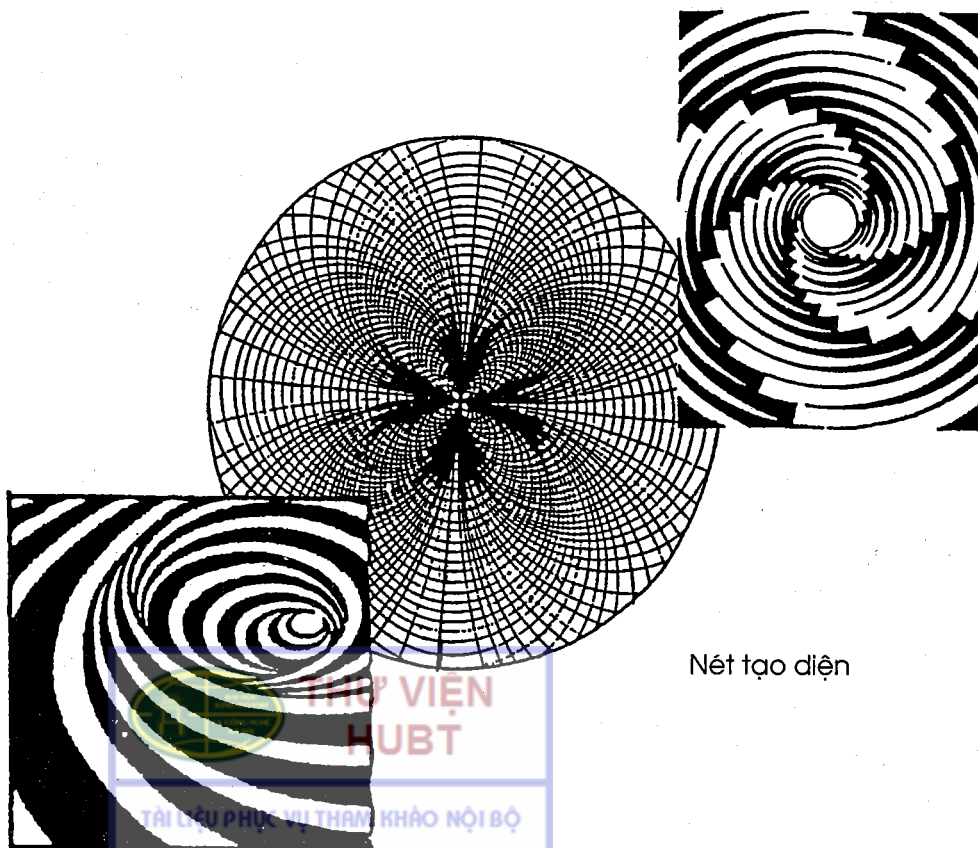 Nét tạo diện
THƯ VIỆN
HUBT
TÀI LIỆU PHỤC VỤ THAM KHẢO NỘI BỘ